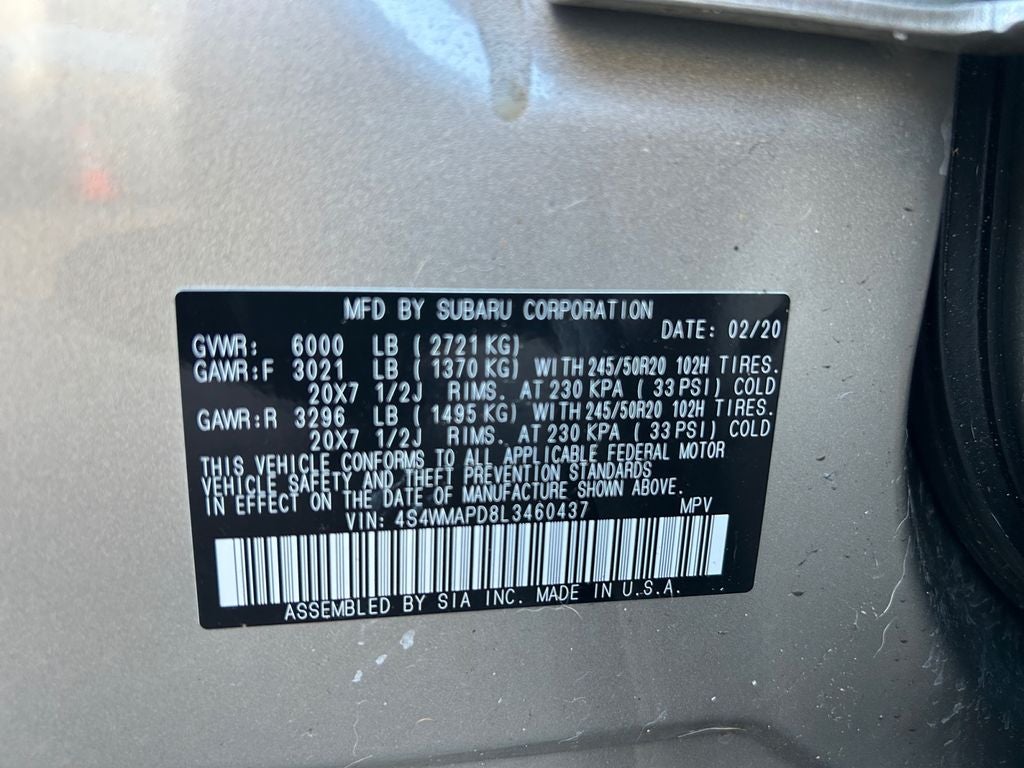 MFD BY SUBARU CORPORATION
DATE: 02/20
GVWR: 6000 LB ( 2721 KG)
GAWR:F 3021 LB ( 1370 KG) WITH 245/50R20 102H TIRES.
20X7 1/2J RIMS. AT 230 KPA ( 33 PSI) COLD
GAWR:R 3296 LB ( 1495 KG) WITH 245/50R20 102H TIRES.
20X7 1/2J RIMS. AT 230 KPA ( 33 PSI) COLD
THIS VEHICLE CONFORMS TO ALL APPLICABLE FEDERAL MOTOR
VEHICLE SAFETY AND THEFT PREVENTION STANDARDS
IN EFFECT ON THE DATE OF MANUFACTURE SHOWN ABOVE.
VIN: 4S4WMAPD8L3460437 MPV
ASSEMBLED BY SIA INC. MADE IN U.S.A.